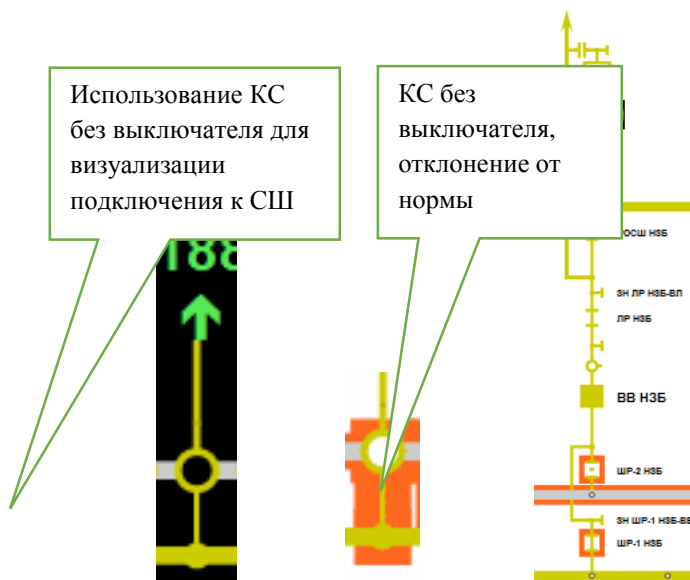 Использование КС
без выключателя для
визуализации
подключения к СШ
КС без
выключателя,
отклонение от
нормы
188
ОСШ НЗБ
ЗН ЛР НЗБ-ВЛ
ЛР НЗБ
ВВ НЗБ
ШР-2 НЗБ
ЗН ШР-1 НЗБ-ВВ
ШР-1 НЗБ